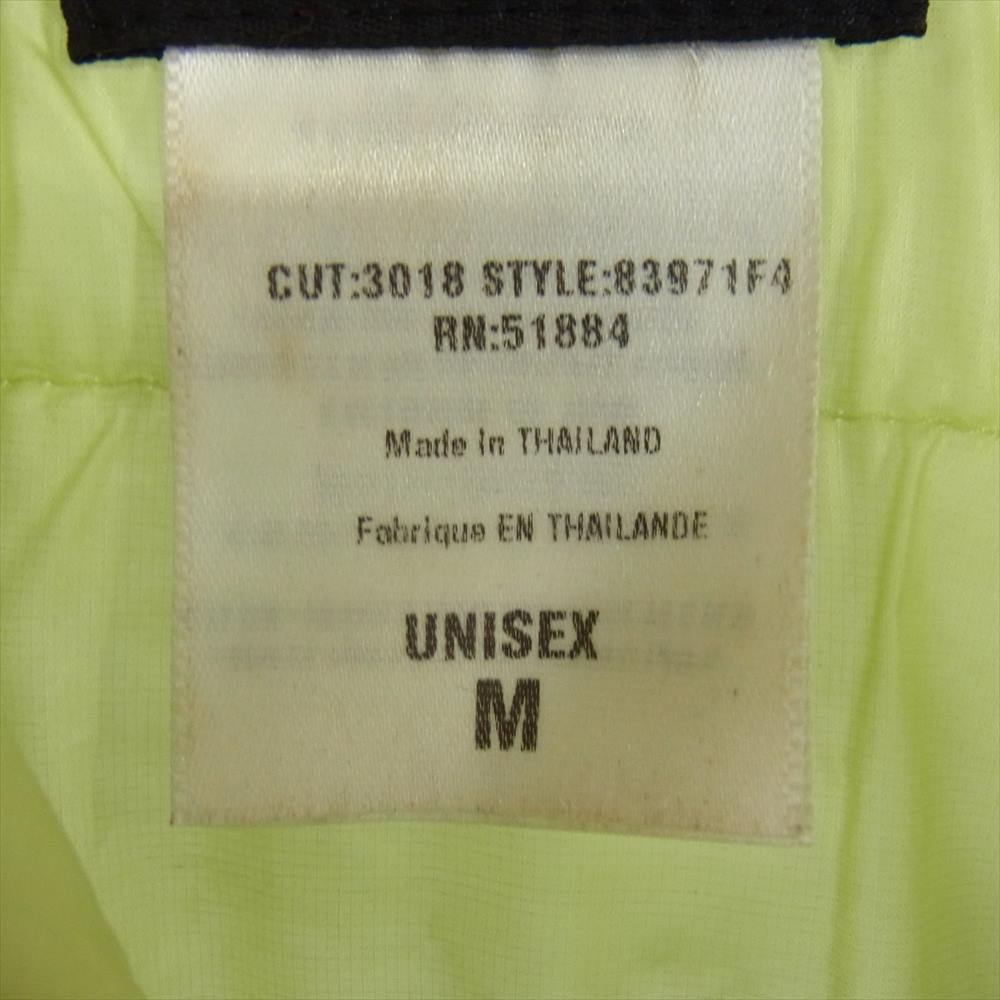 CUT:3018 STYLE:83971F4
RN:51884
Made in THAILAND
Fabrique EN THAILANDE
UNISEX
M